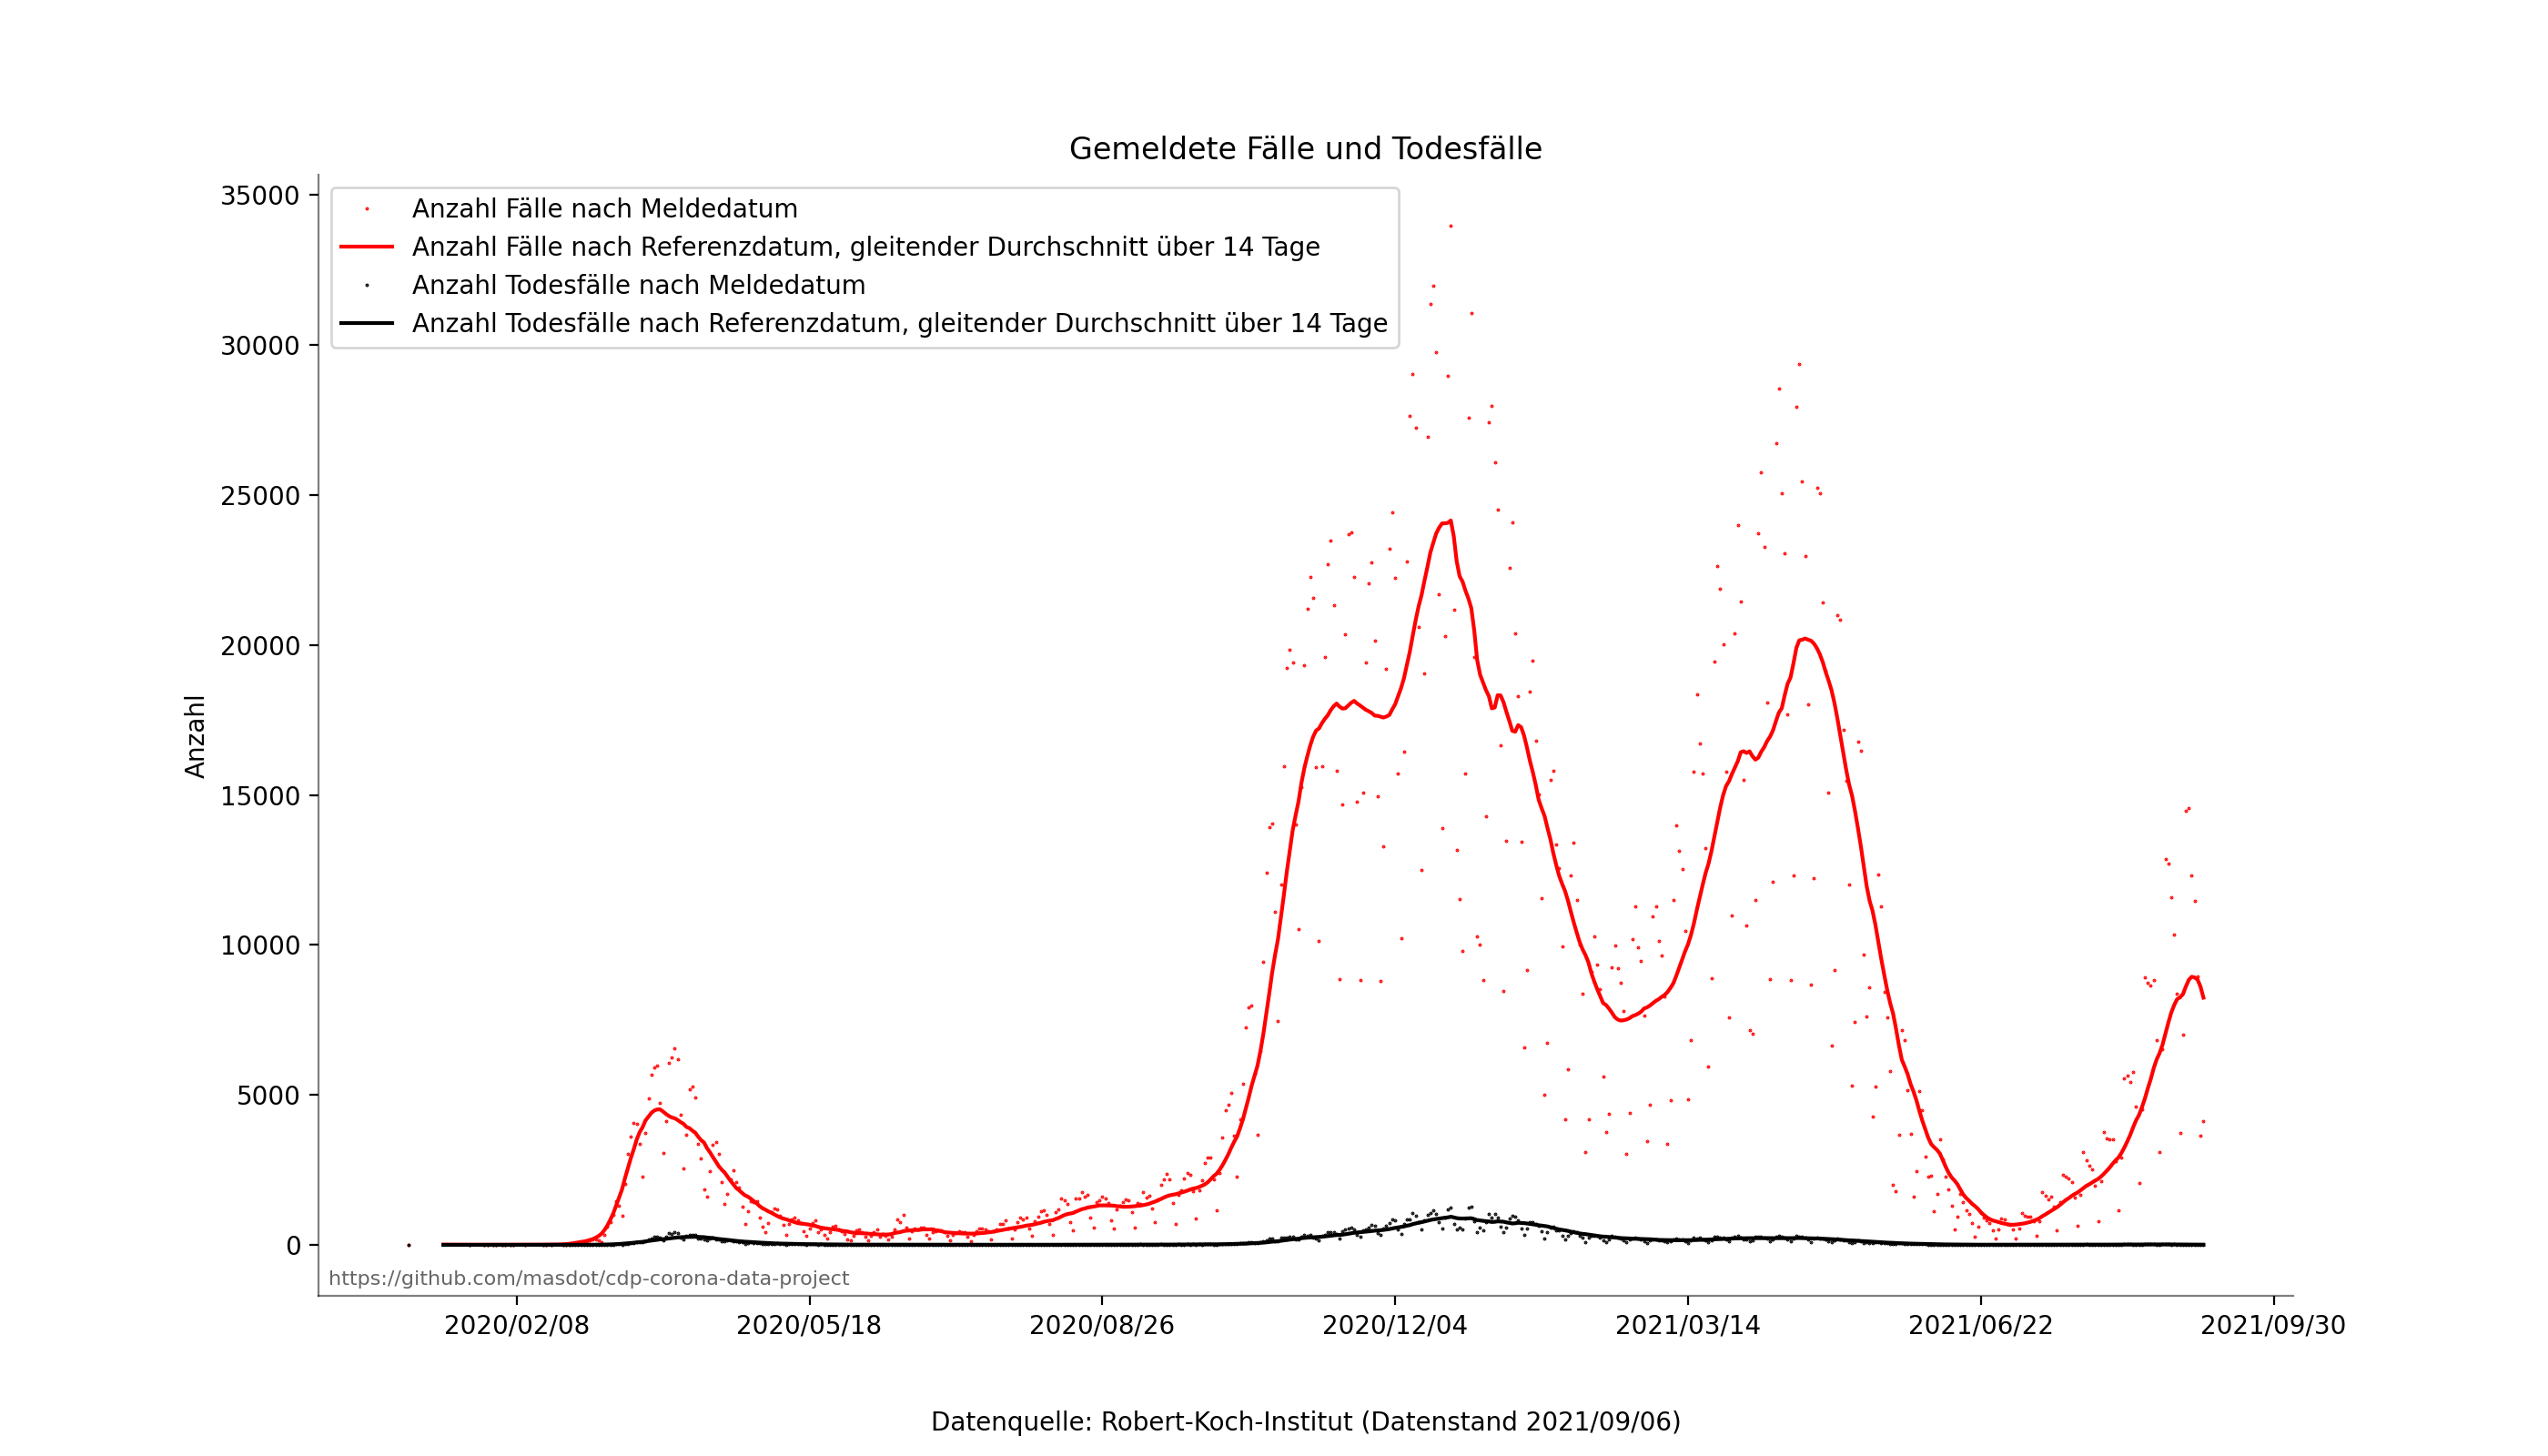 Gemeldete Fälle und Todesfälle
Anzahl Fälle nach Meldedatum
Anzahl Fälle nach Referenzdatum, gleitender Durchschnitt über 14 Tage
Anzahl Todesfälle nach Meldedatum
Anzahl Todesfälle nach Referenzdatum, gleitender Durchschnitt über 14 Tage
35000
30000
25000
20000
15000
10000
5000
0
Anzahl
https://github.com/masdot/cdp-corona-data-project
2020/02/08
2020/05/18
2020/08/26
2020/12/04
2021/03/14
2021/06/22
2021/09/30
Datenquelle: Robert-Koch-Institut (Datenstand 2021/09/06)